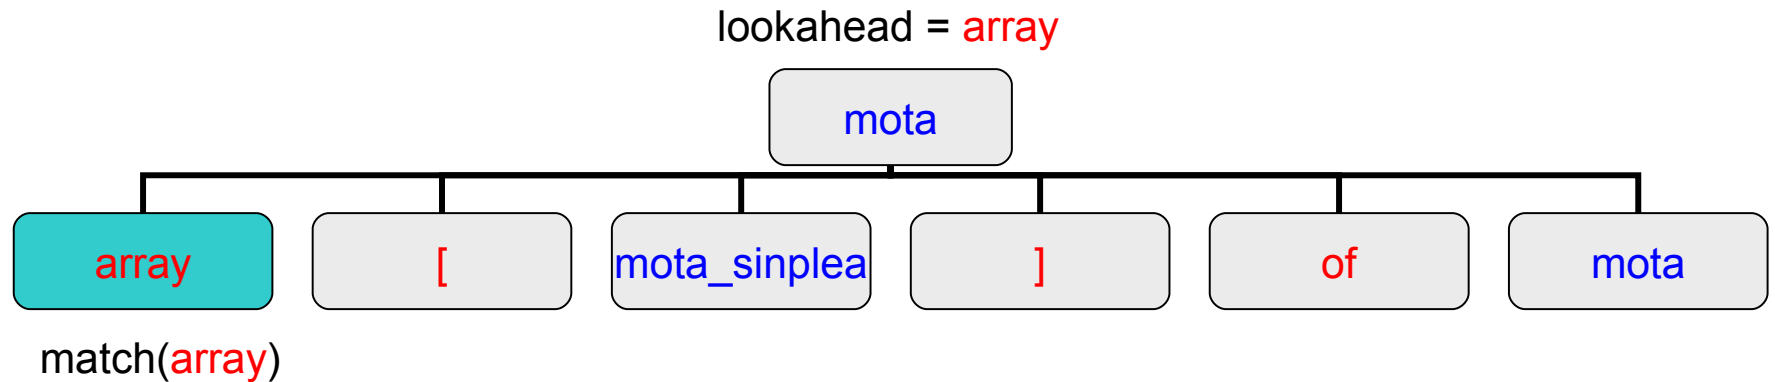 lookahead = array
mota
array [ mota_sinplea ] of mota
match(array)